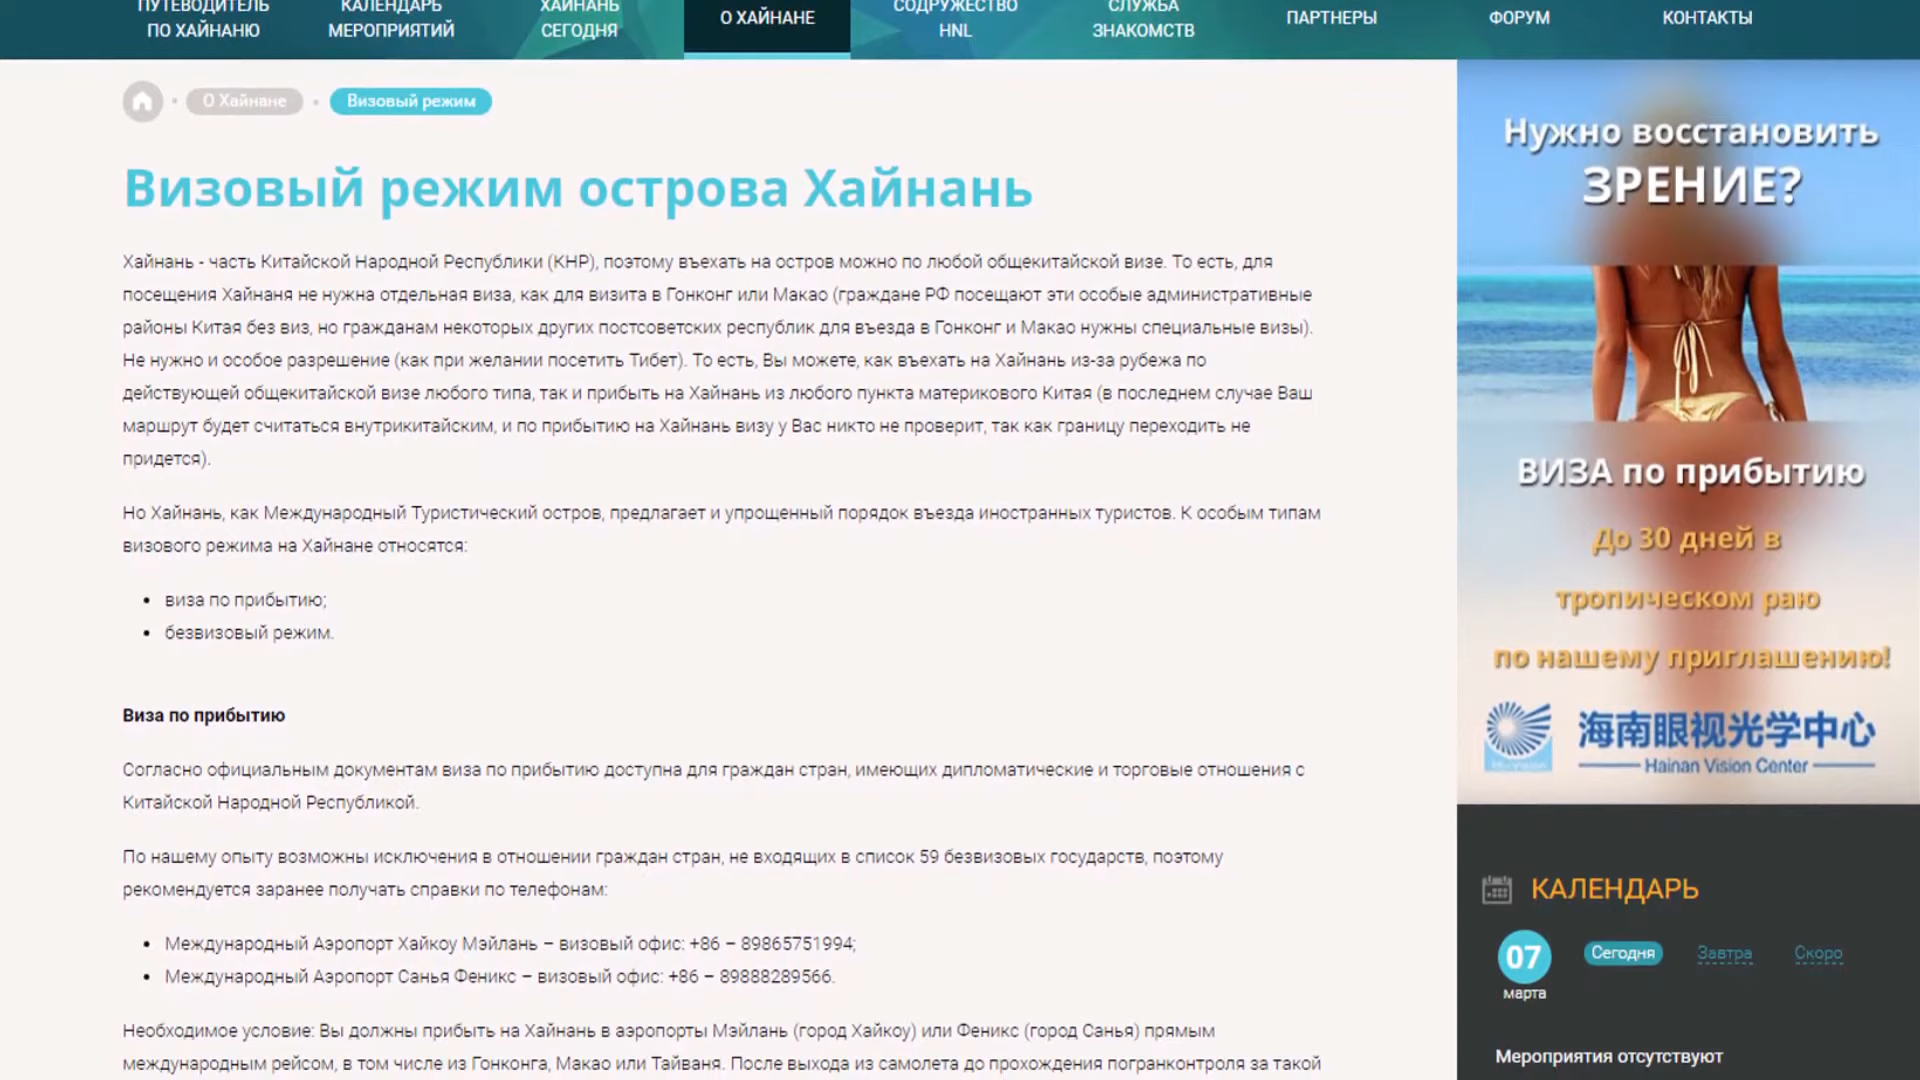 ПУТЕВОДИТЕЛЬ
ПО ХАЙНАНЮ
КАЛЕНДАРЬ
МЕРОПРИЯТИЙ
ХАЙНАНЬ
СЕГОДНЯ
О ХАЙНАНЕ
СОДРУЖЕСТВО
HNL
СЛУЖБА
ЗНАКОМСТВ
ПАРТНЕРЫ
ФОРУМ
КОНТАКТЫ
О Хайнане
Визовый режим
Визовый режим острова Хайнань
Хайнань - часть Китайской Народной Республики (КНР), поэтому въехать на остров можно по любой общекитайской визе. То есть, для
посещения Хайнаня не нужна отдельная виза, как для визита в Гонконг или Макао (граждане РФ посещают эти особые административные
районы Китая без виз, но гражданам некоторых других постсоветских республик для въезда в Гонконг и Макао нужны специальные визы).
Не нужно и особое разрешение (как при желании посетить Тибет). То есть, Вы можете, как въехать на Хайнань из-за рубежа по
действующей общекитайской визе любого типа, так и прибыть на Хайнань из любого пункта материкового Китая (в последнем случае Ваш
маршрут будет считаться внутрикитайским, и по прибытию на Хайнань визу у Вас никто не проверит, так как границу переходить не
придется).
Но Хайнань, как Международный Туристический остров, предлагает и упрощенный порядок въезда иностранных туристов. К особым типам
визового режима на Хайнане относятся:
• виза по прибытию;
• безвизовый режим.
Виза по прибытию
Согласно официальным документам виза по прибытию доступна для граждан стран, имеющих дипломатические и торговые отношения с
Китайской Народной Республикой.
По нашему опыту возможны исключения в отношении граждан стран, не входящих в список 59 безвизовых государств, поэтому
рекомендуется заранее получать справки по телефонам:
• Международный Аэропорт Хайкоу Мэйлань – визовый офис: +86 – 89865751994;
• Международный Аэропорт Санья Феникс – визовый офис: +86 – 89888289566.
Необходимое условие: Вы должны прибыть на Хайнань в аэропорты Мэйлань (город Хайкоу) или Феникс (город Санья) прямым
международным рейсом, в том числе из Гонконга, Макао или Тайваня. После выхода из самолета до прохождения погранконтроля за такой
Нужно восстановить
ЗРЕНИЕ?
ВИЗА по прибытию
До 30 дней в
тропическом раю
по нашему приглашению!
海南眼视光学中心
Hainan Vision Center
КАЛЕНДАРЬ
07
марта
Сегодня
Завтра
Скоро
Мероприятия отсутствуют